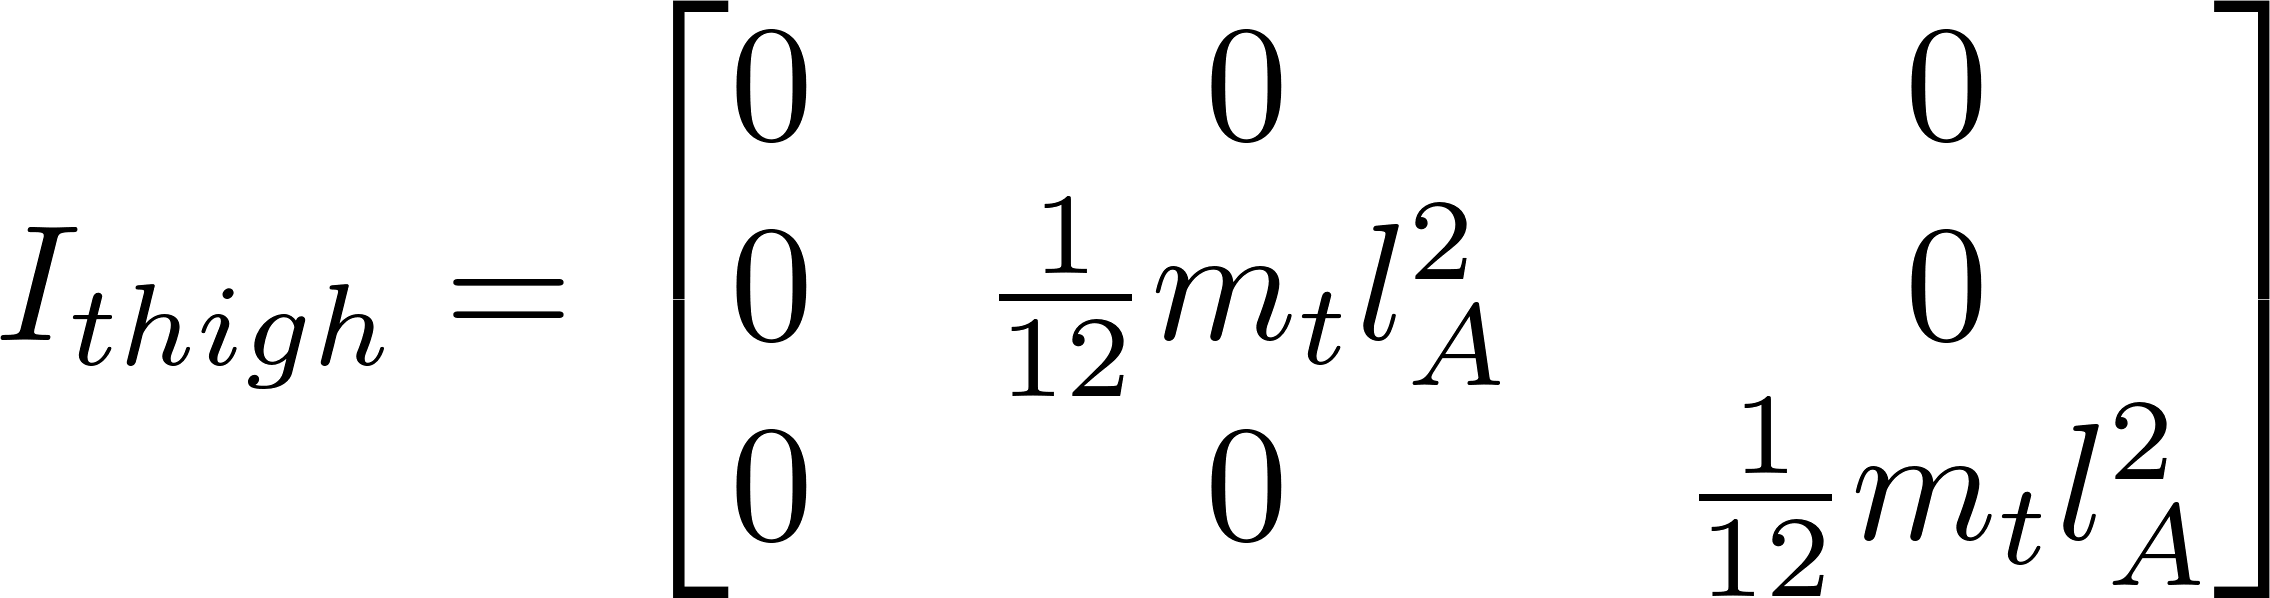 $I_{thigh} = \begin{bmatrix} 0 & 0 & 0 \\ 0 & \frac{1}{12} m_t l_A^2 & 0 \\ 0 & 0 & \frac{1}{12} m_t l_A^2 \end{bmatrix}$